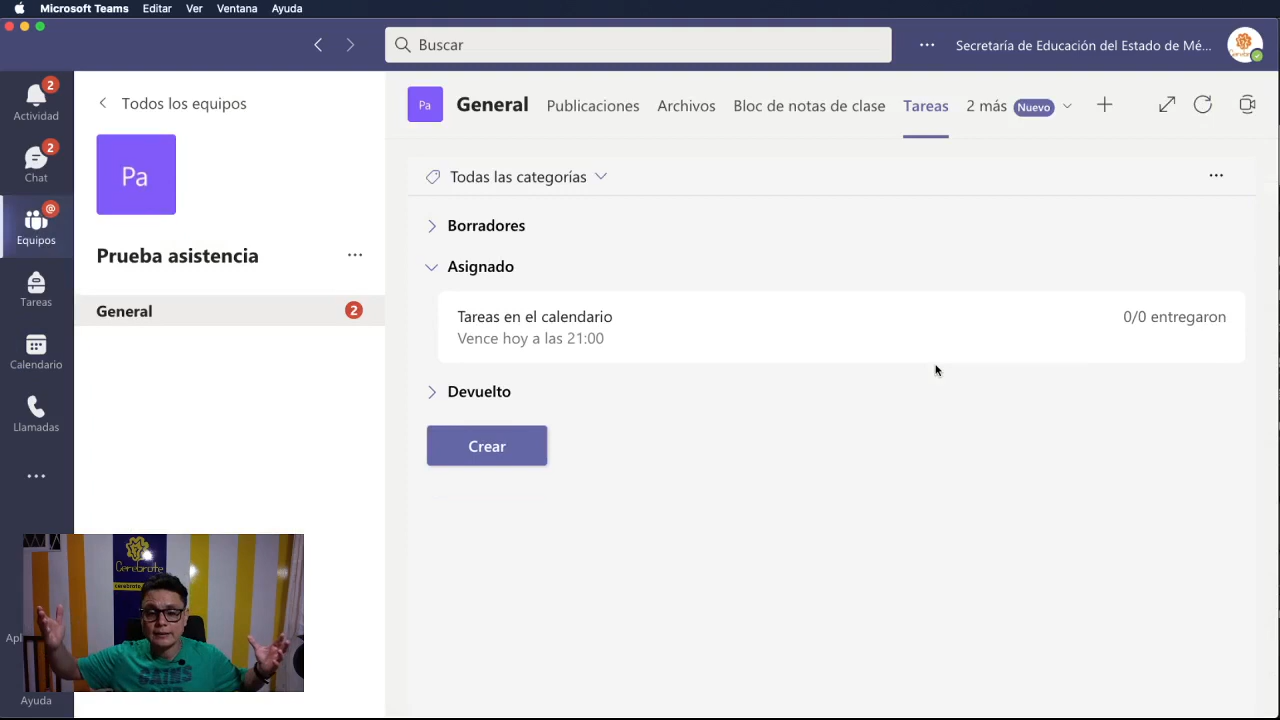 Microsoft Teams Editar Ver Ventana Ayuda
Buscar
Secretaría de Educación del Estado de Mé...
2
Actividad
2
Chat
@
Equipos
Tareas
Calendario
Llamadas
Apl
Ayuda
Todos los equipos
Pa
Prueba asistencia
General 2
Pa General Publicaciones Archivos Bloc de notas de clase Tareas 2 más Nuevo
Todas las categorías
Borradores
Asignado
Tareas en el calendario 0/0 entregaron
Vence hoy a las 21:00
Devuelto
Crear
Cerebrote
GAINS